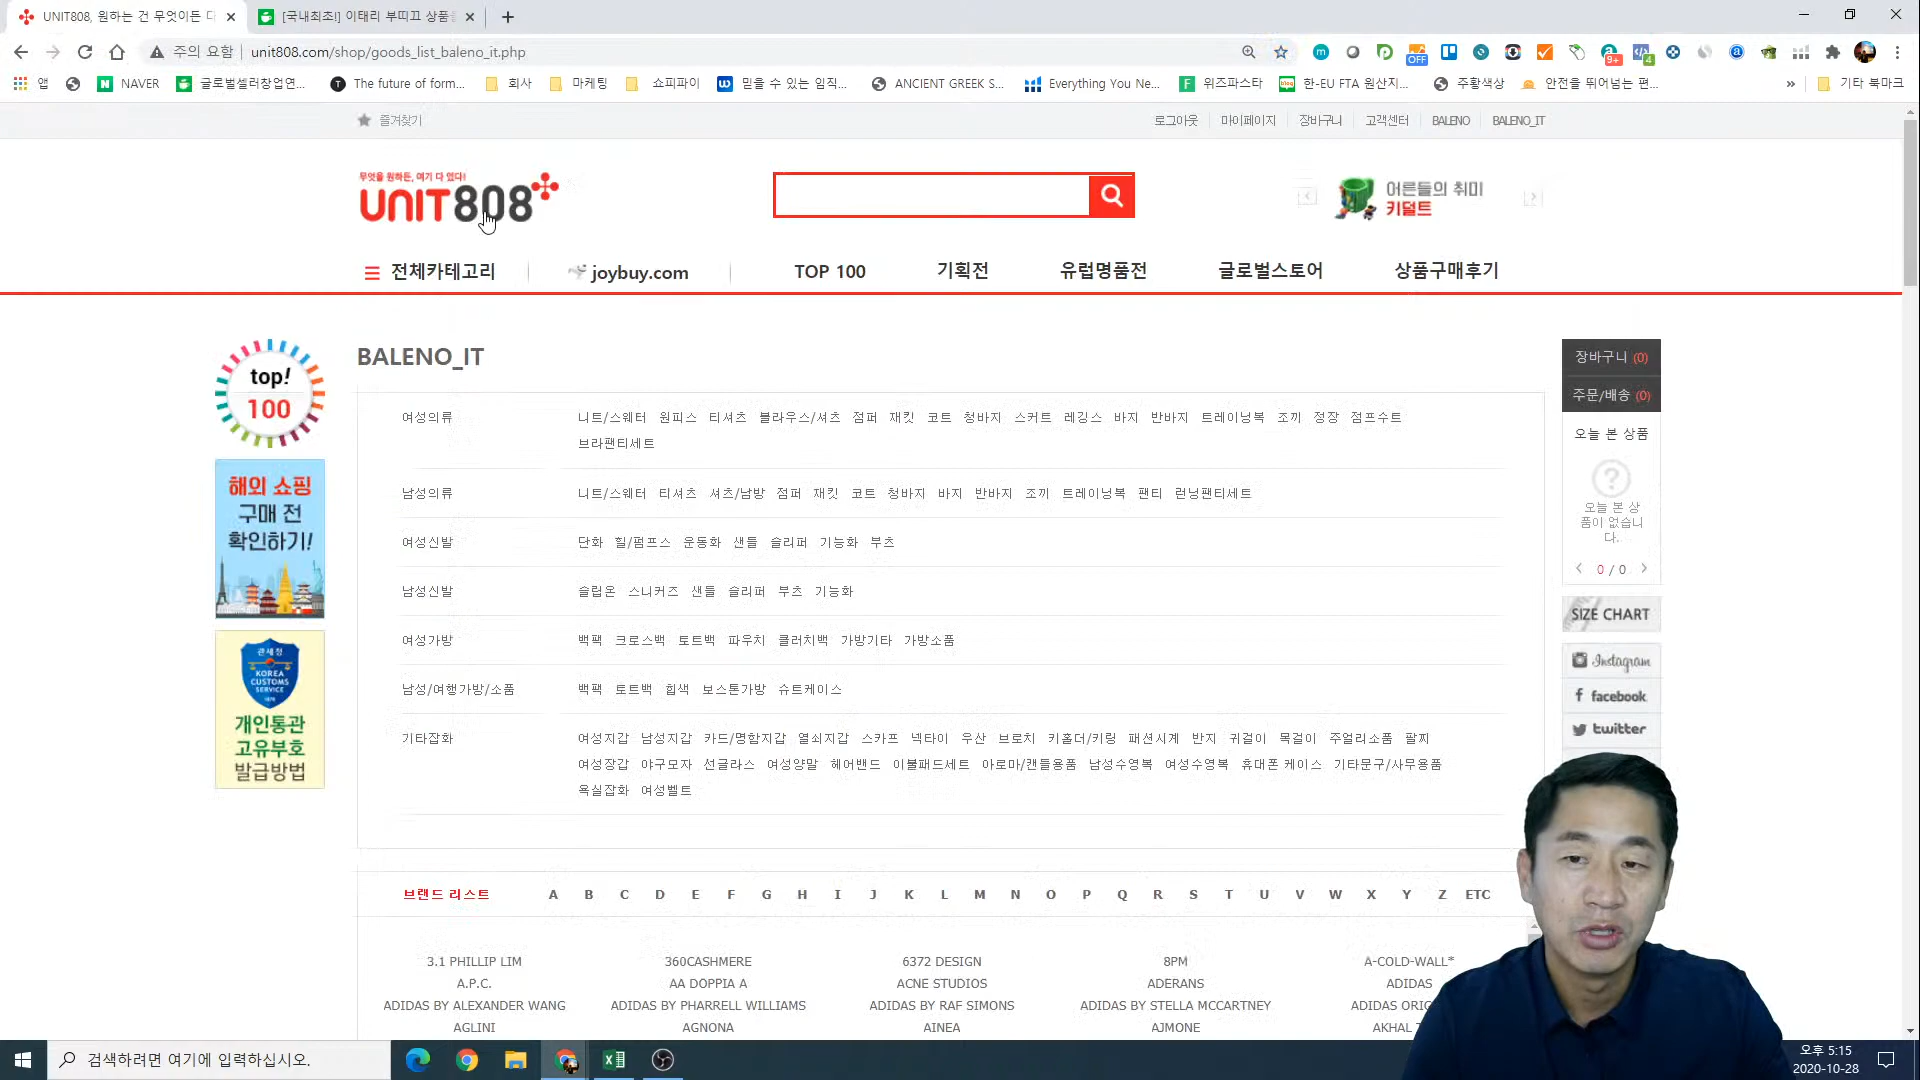 UNIT808, 원하는 건 무엇이든 다
[국내최초!] 이태리 부띠끄 상품을
주의 요함 unit808.com/shop/goods_list_baleno_it.php
앱 NAVER 글로벌셀러창업연... The future of form... 회사 마케팅 쇼피파이 믿을 수 있는 임직... ANCIENT GREEK S... Everything You Ne... 위즈파스타 한-EU FTA 원산지... 주황색상 안전을 뛰어넘는 편... » 기타 북마크
즐겨찾기 로그아웃 마이페이지 장바구니 고객센터 BALENO BALENO_IT
무엇을 원하든, 여기 다 있다!
UNIT808
어른들의 취미
키덜트
전체카테고리 joybuy.com TOP 100 기획전 유럽명품전 글로벌스토어 상품구매후기
top!
100
해외 쇼핑
구매 전
확인하기!
관세청
KOREA
CUSTOMS
SERVICE
개인통관
고유부호
발급방법
BALENO_IT
여성의류 니트/스웨터 원피스 티셔츠 블라우스/셔츠 점퍼 재킷 코트 청바지 스커트 레깅스 바지 반바지 트레이닝복 조끼 정장 점프수트
브라팬티세트
남성의류 니트/스웨터 티셔츠 셔츠/남방 점퍼 재킷 코트 청바지 바지 반바지 조끼 트레이닝복 팬티 런닝팬티세트
여성신발 단화 힐/펌프스 운동화 샌들 슬리퍼 기능화 부츠
남성신발 슬립온 스니커즈 샌들 슬리퍼 부츠 기능화
여성가방 백팩 크로스백 토트백 파우치 클러치백 가방기타 가방소품
남성/여행가방/소품 백팩 토트백 힙색 보스톤가방 슈트케이스
기타잡화 여성지갑 남성지갑 카드/명함지갑 열쇠지갑 스카프 넥타이 우산 브로치 키홀더/키링 패션시계 반지 귀걸이 목걸이 주얼리소품 팔찌
여성장갑 야구모자 선글라스 여성양말 헤어밴드 이불패드세트 아로마/캔들용품 남성수영복 여성수영복 휴대폰 케이스 기타문구/사무용품
욕실잡화 여성벨트
브랜드 리스트 A B C D E F G H I J K L M N O P Q R S T U V W X Y Z ETC
3.1 PHILLIP LIM 360CASHMERE 6372 DESIGN 8PM A-COLD-WALL*
A.P.C. AA DOPPIA A ACNE STUDIOS ADERANS ADIDAS
ADIDAS BY ALEXANDER WANG ADIDAS BY PHARRELL WILLIAMS ADIDAS BY RAF SIMONS ADIDAS BY STELLA MCCARTNEY ADIDAS
AGLINI AGNONA AINEA AJMONE AKHAL
장바구니 (0)
주문/배송 (0)
오늘 본 상품
오늘 본 상
품이 없습니
다.
0 / 0
SIZE CHART
Instagram
facebook
twitter
검색하려면 여기에 입력하십시오.
오후 5:15
2020-10-28